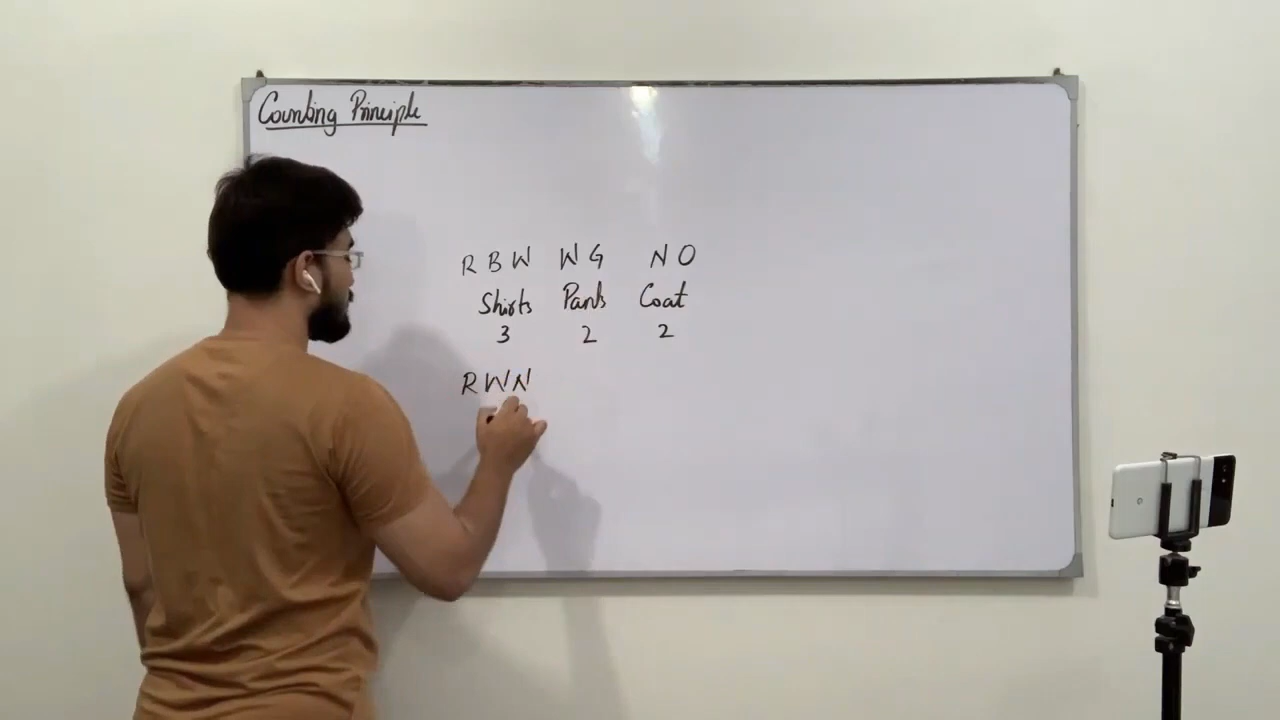 Counting Principle
R B W W G N O
Shirts Pants Coat
3 2 2
R W N